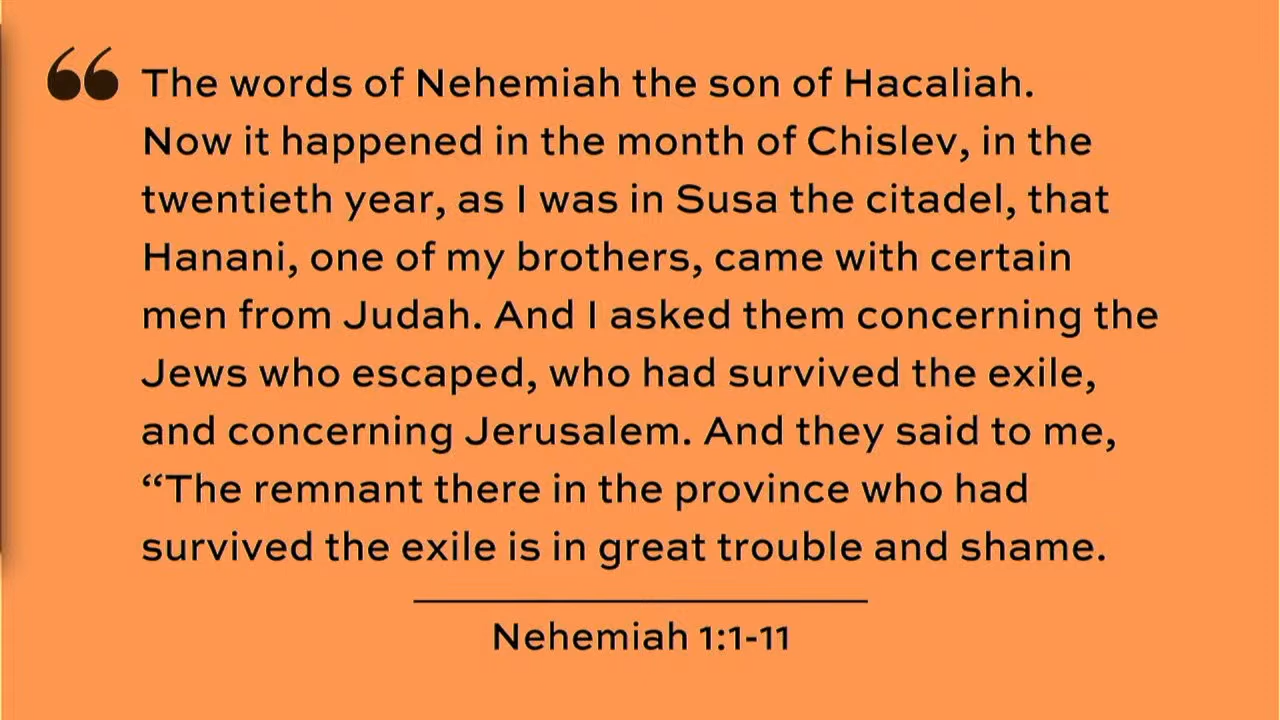 “ The words of Nehemiah the son of Hacaliah.
Now it happened in the month of Chislev, in the
twentieth year, as I was in Susa the citadel, that
Hanani, one of my brothers, came with certain
men from Judah. And I asked them concerning the
Jews who escaped, who had survived the exile,
and concerning Jerusalem. And they said to me,
“The remnant there in the province who had
survived the exile is in great trouble and shame.
Nehemiah 1:1-11